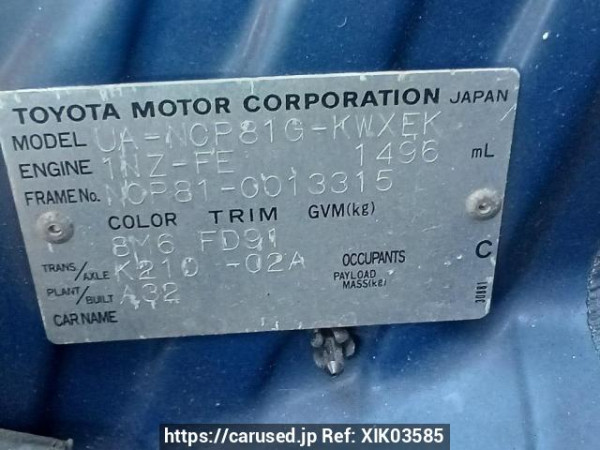 TOYOTA MOTOR CORPORATION JAPAN
MODEL UA-NCP81G-KWXEK
ENGINE 1NZ-FE 1496 mL
FRAME No. NCP81-0013315
COLOR TRIM GVM(kg)
8M6 FD91
TRANS/AXLE K210 -02A OCCUPANTS C
PLANT/BUILT A32 PAYLOAD MASS(kg)
CAR NAME
30881
https://carused.jp Ref: XIK03585